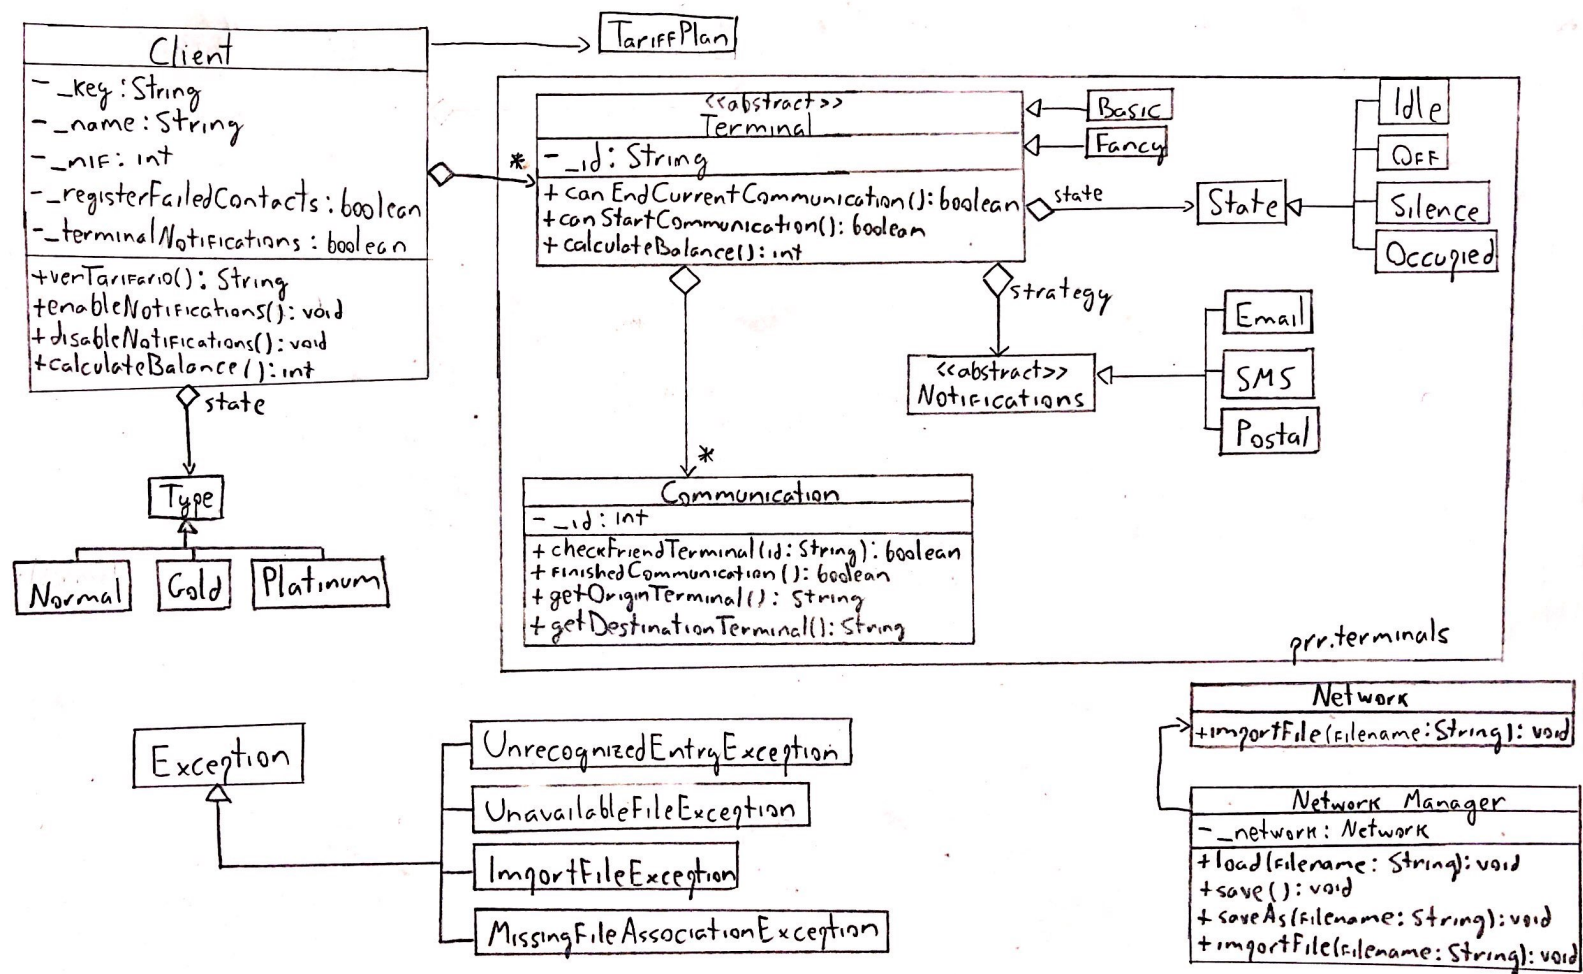 Client
- _key: String
- _name: String
- _NIF: int
- _registerFailedContacts: boolean
- _terminalNotifications: boolean
+verTarifario(): String
+enableNotifications(): void
+disableNotifications(): void
+calculateBalance(): int
state
Type
Normal
Gold
Platinum
TariffPlan
*
<<abstract>>
Terminal
- _id: String
+ canEndCurrentCommunication(): boolean
+ canStartCommunication(): boolean
+ calculateBalance(): int
Basic
Fancy
state
State
Idle
OFF
Silence
Occupied
strategy
<<abstract>>
Notifications
Email
SMS
Postal
*
Communication
- _id: int
+ checkFriendTerminal(id: String): boolean
+ finishedCommunication(): boolean
+ getOriginTerminal(): String
+ getDestinationTerminal(): String
prr.terminals
Exception
UnrecognizedEntryException
UnavailableFileException
ImportFileException
MissingFileAssociationException
Network
+importFile(filename: String): void
Network Manager
- _network: Network
+load(filename: String): void
+save(): void
+saveAs(filename: String): void
+importFile(filename: String): void